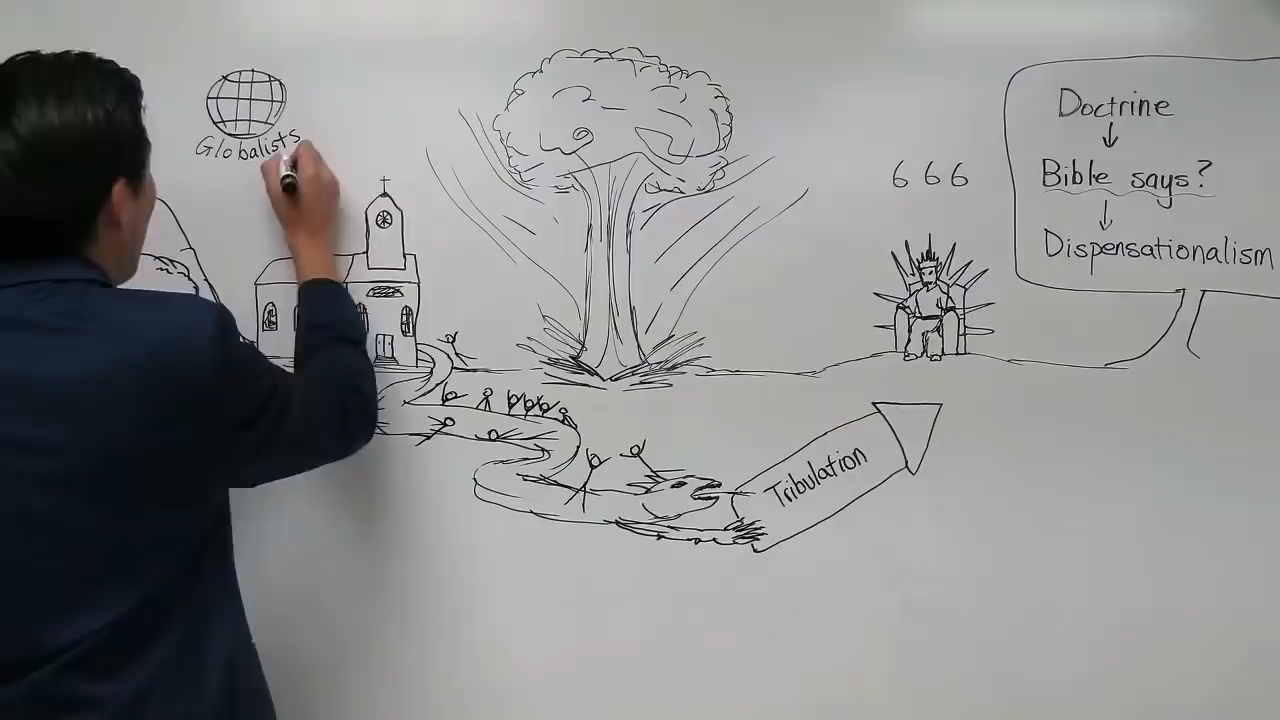 Globalists
666
Tribulation
Doctrine
Bible says?
Dispensationalism